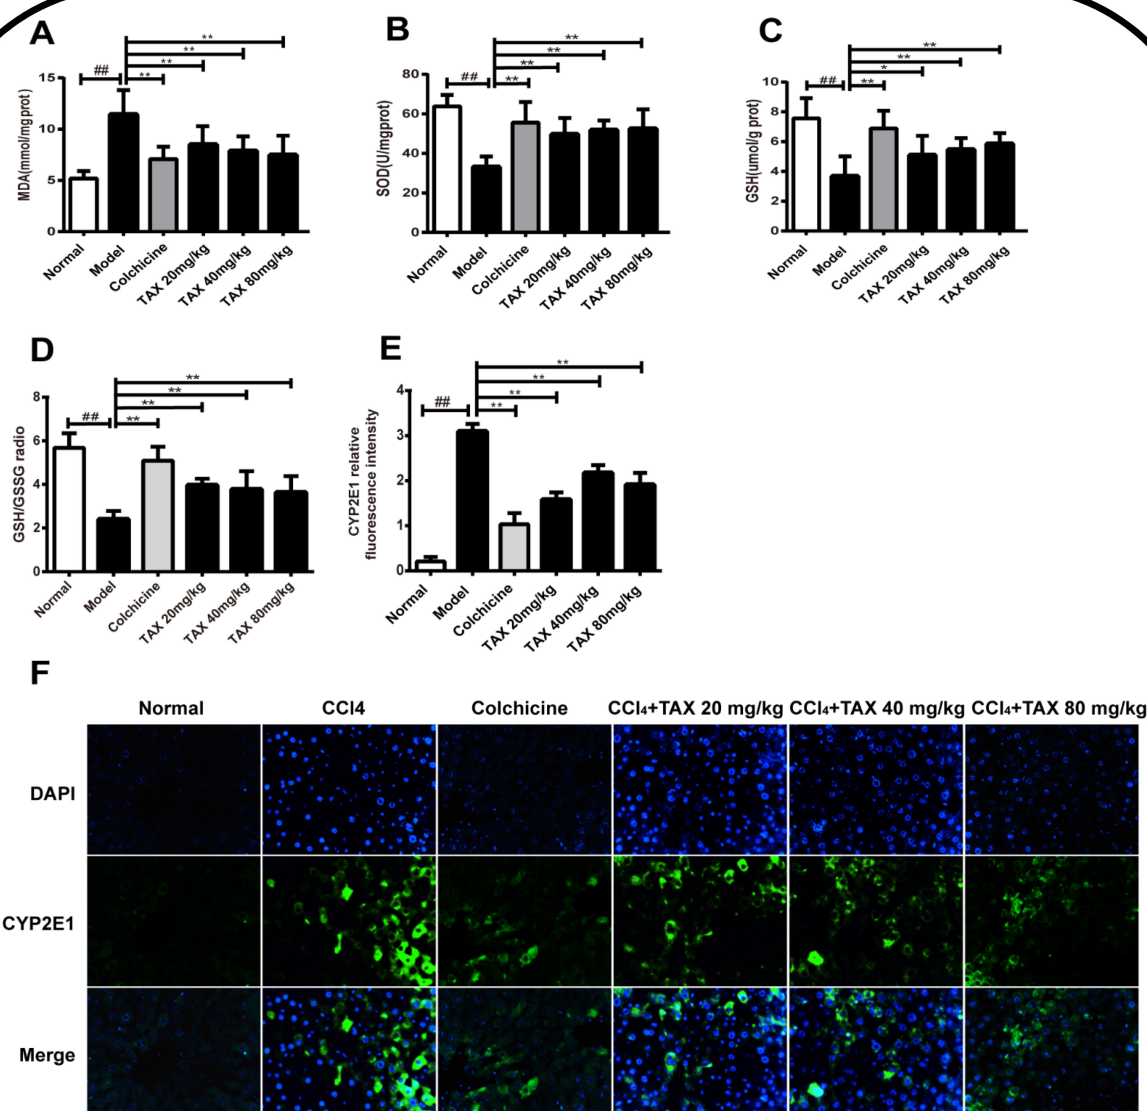 A
**
**
**
##
**
MDA(mmol/mgprot)
15
10
5
0
Normal
Model
Colchicine
TAX 20mg/kg
TAX 40mg/kg
TAX 80mg/kg
B
**
**
**
##
**
SOD(U/mgprot)
80
60
40
20
0
Normal
Model
Colchicine
TAX 20mg/kg
TAX 40mg/kg
TAX 80mg/kg
C
**
**
*
##
**
GSH(umol/g prot)
10
8
6
4
2
0
Normal
Model
Colchicine
TAX 20mg/kg
TAX 40mg/kg
TAX 80mg/kg
D
**
**
**
##
**
GSH/GSSG radio
8
6
4
2
0
Normal
Model
Colchicine
TAX 20mg/kg
TAX 40mg/kg
TAX 80mg/kg
E
**
**
**
##
**
CYP2E1 relative
fluorescence intensity
4
3
2
1
0
Normal
Model
Colchicine
TAX 20mg/kg
TAX 40mg/kg
TAX 80mg/kg
F
Normal CCl4 Colchicine CCl₄+TAX 20 mg/kg CCl₄+TAX 40 mg/kg CCl₄+TAX 80 mg/kg
DAPI
CYP2E1
Merge